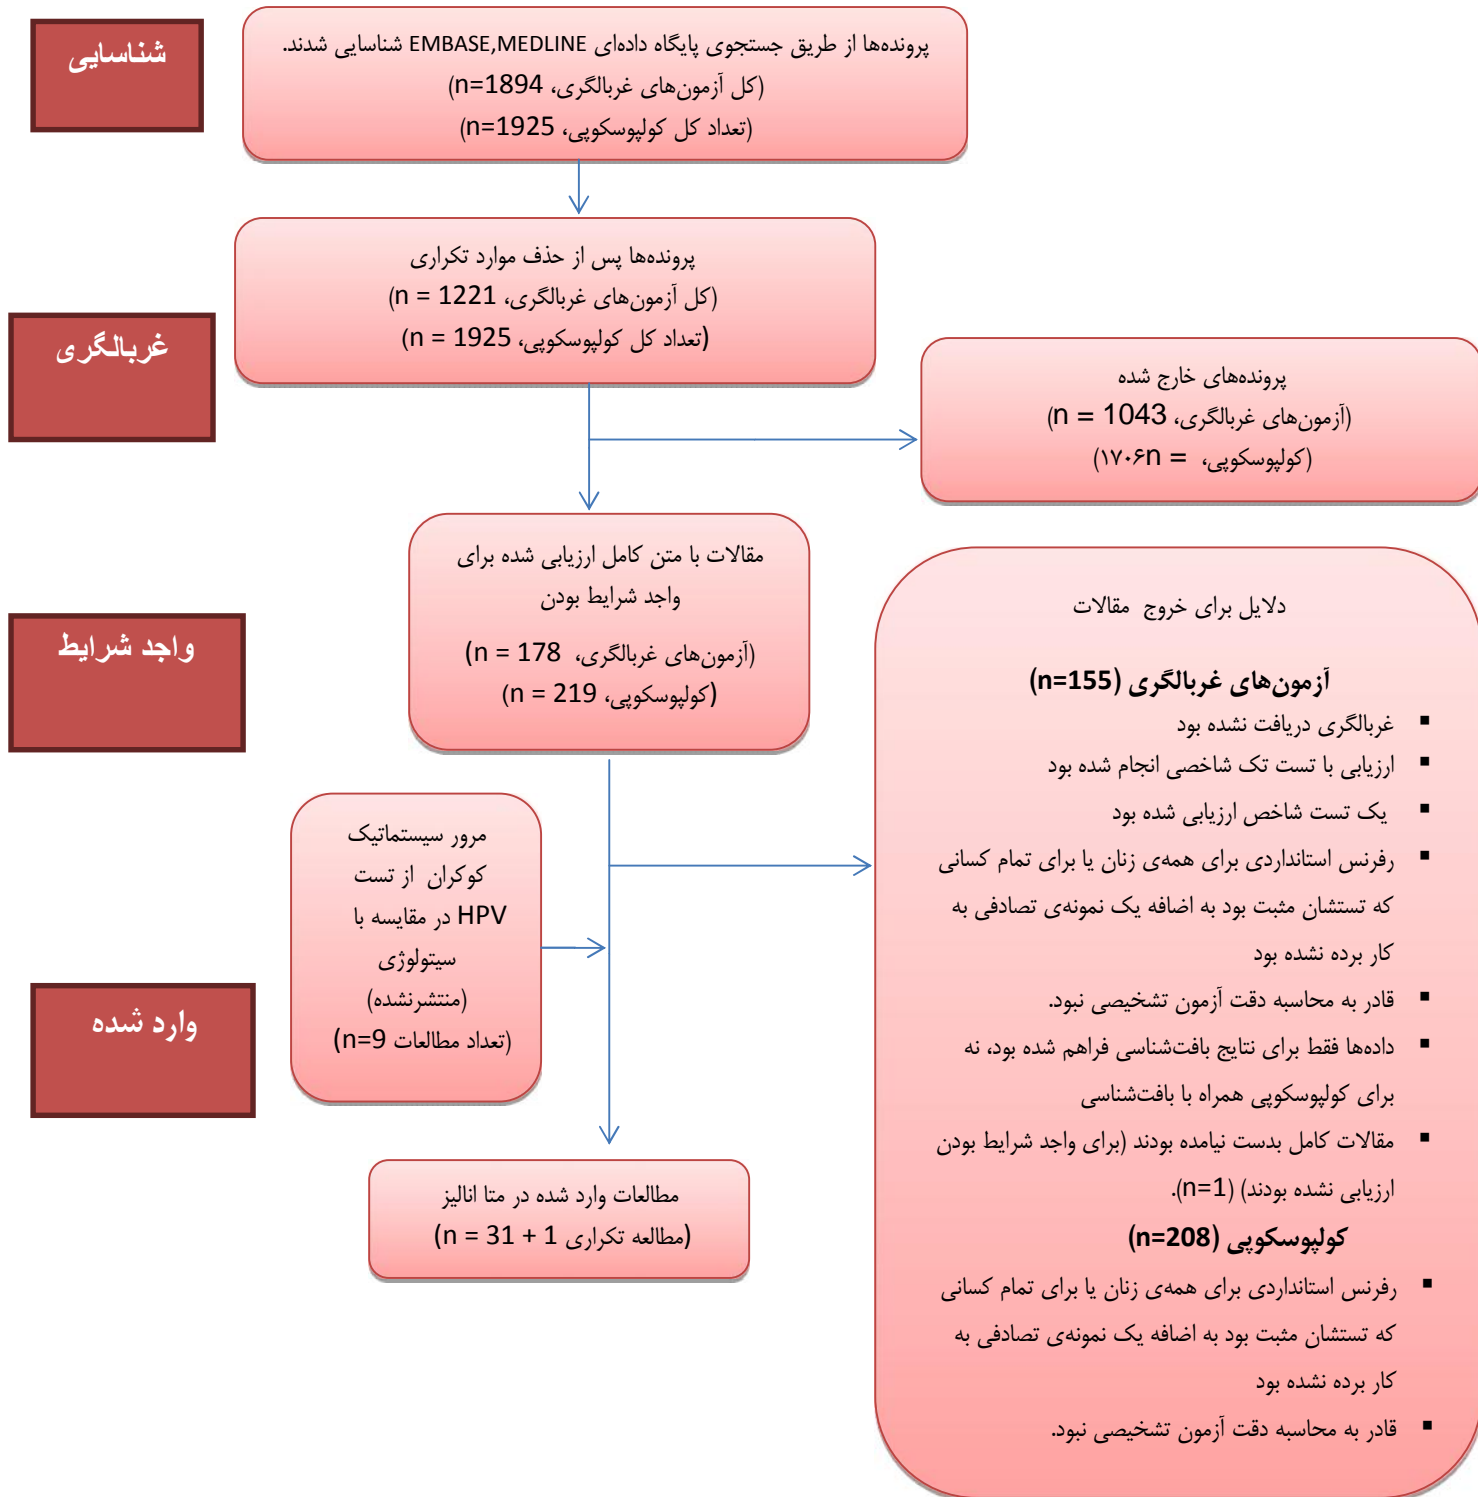 شناسایی
پرونده‌ها از طریق جستجوی پایگاه داده‌ای EMBASE,MEDLINE شناسایی شدند.
(کل آزمون‌های غربالگری، n=1894)
(تعداد کل کولپوسکوپی، n=1925)
پرونده‌ها پس از حذف موارد تکراری
(کل آزمون‌های غربالگری، n = 1221)
(تعداد کل کولپوسکوپی، n = 1925)
غربالگری
پرونده‌های خارج شده
(آزمون‌های غربالگری، n = 1043)
(کولپوسکوپی، = ۱۷۰۶n)
مقالات با متن کامل ارزیابی شده برای
واجد شرایط بودن
(آزمون‌های غربالگری، n = 178)
(کولپوسکوپی، n = 219)
واجد شرایط
دلایل برای خروج مقالات
آزمون‌های غربالگری (n=155)
▪ غربالگری دریافت نشده بود
▪ ارزیابی با تست تک شاخصی انجام شده بود
▪ یک تست شاخص ارزیابی شده بود
▪ رفرنس استانداردی برای همه‌ی زنان یا برای تمام کسانی
که تستشان مثبت بود به اضافه یک نمونه‌ی تصادفی به
کار برده نشده بود
▪ قادر به محاسبه دقت آزمون تشخیصی نبود.
▪ داده‌ها فقط برای نتایج بافت‌شناسی فراهم شده بود، نه
برای کولپوسکوپی همراه با بافت‌شناسی
▪ مقالات کامل بدست نیامده بودند (برای واجد شرایط بودن
ارزیابی نشده بودند) (n=1).
کولپوسکوپی (n=208)
▪ رفرنس استانداردی برای همه‌ی زنان یا برای تمام کسانی
که تستشان مثبت بود به اضافه یک نمونه‌ی تصادفی به
کار برده نشده بود
▪ قادر به محاسبه دقت آزمون تشخیصی نبود.
مرور سیستماتیک
کوکران از تست
HPV در مقایسه با
سیتولوژی
(منتشرنشده)
(تعداد مطالعات n=9)
وارد شده
مطالعات وارد شده در متا انالیز
(مطالعه تکراری n = 31 + 1)